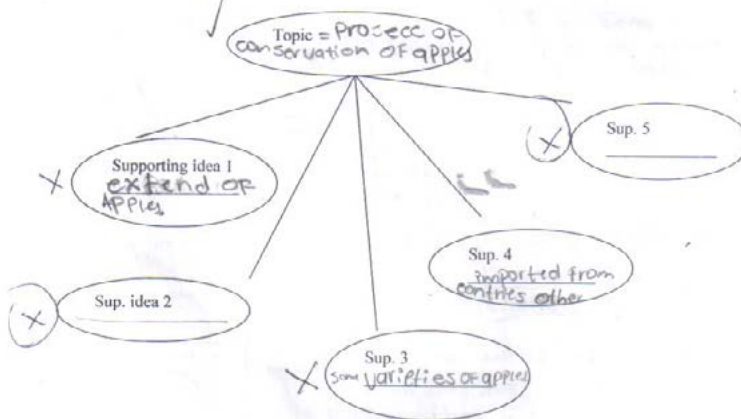 Topic = Procecc OF
conservation OF apples
Sup. 5
Supporting idea 1
extend OF
APPles
Sup. 4
imported from
contries other
Sup. idea 2
Sup. 3
some varieties OF apples